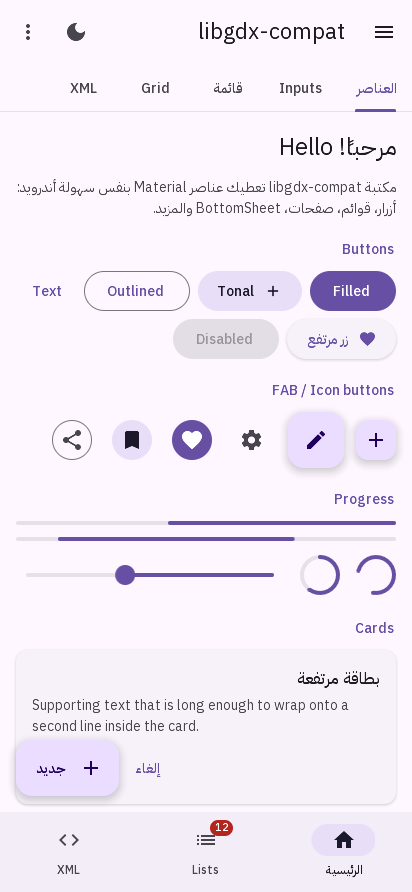 libgdx-compat
العناصر
Inputs
قائمة
Grid
XML
مرحبًا! Hello
مكتبة libgdx-compat تعطيك عناصر Material بنفس سهولة أندرويد:
أزرار، قوائم، صفحات، BottomSheet والمزيد.
Buttons
Filled
Tonal
Outlined
Text
زر مرتفع
Disabled
FAB / Icon buttons
Progress
Cards
بطاقة مرتفعة
Supporting text that is long enough to wrap onto a
second line inside the card.
إلغاء
جديد
12
الرئيسية
Lists
XML